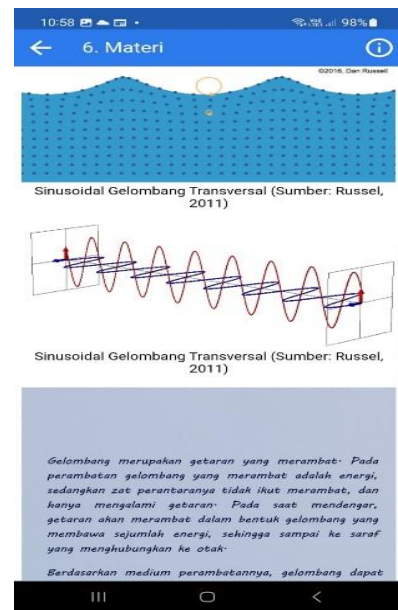 10:58
98%
6. Materi
©2016, Dan Russell
Sinusoidal Gelombang Transversal (Sumber: Russel,
2011)
Sinusoidal Gelombang Transversal (Sumber: Russel,
2011)
Gelombang merupakan getaran yang merambat. Pada
perambatan gelombang yang merambat adalah energi,
sedangkan zat perantaranya tidak ikut merambat, dan
hanya mengalami getaran. Pada saat mendengar,
getaran akan merambat dalam bentuk gelombang yang
membawa sejumlah energi, sehingga sampai ke saraf
yang menghubungkan ke otak.
Berdasarkan medium perambatannya, gelombang dapat